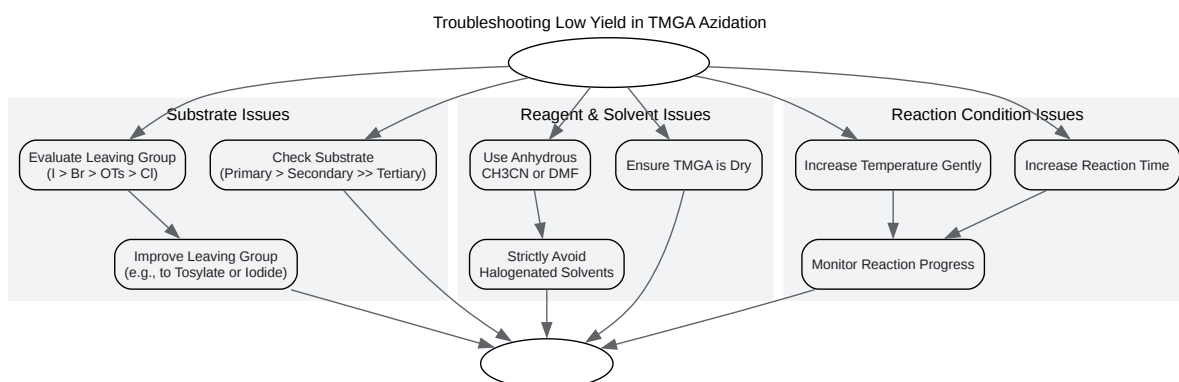 Troubleshooting Low Yield in TMGA Azidation
Substrate Issues
Reagent & Solvent Issues
Reaction Condition Issues
Evaluate Leaving Group
(I > Br > OTs > Cl)
Check Substrate
(Primary > Secondary >> Tertiary)
Use Anhydrous
CH3CN or DMF
Ensure TMGA is Dry
Increase Temperature Gently
Increase Reaction Time
Improve Leaving Group
(e.g., to Tosylate or Iodide)
Strictly Avoid
Halogenated Solvents
Monitor Reaction Progress